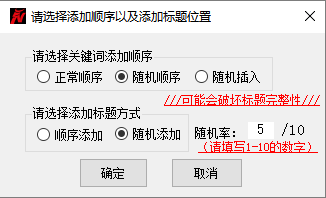 请选择添加顺序以及添加标题位置
请选择关键词添加顺序
正常顺序 随机顺序 随机插入
///可能会破坏标题完整性///
请选择添加标题方式
顺序添加 随机添加 随机率： 5 /10
（请填写1-10的数字）
确定 取消